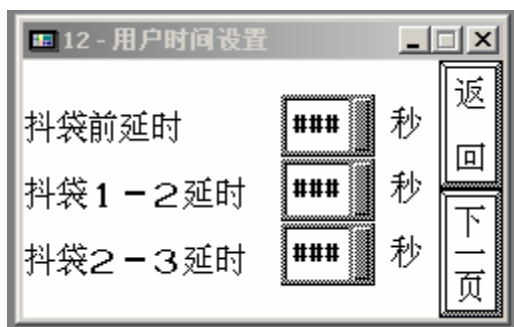 12 - 用户时间设置
抖袋前延时 ### 秒
抖袋1-2延时 ### 秒
抖袋2-3延时 ### 秒
返回
下一页